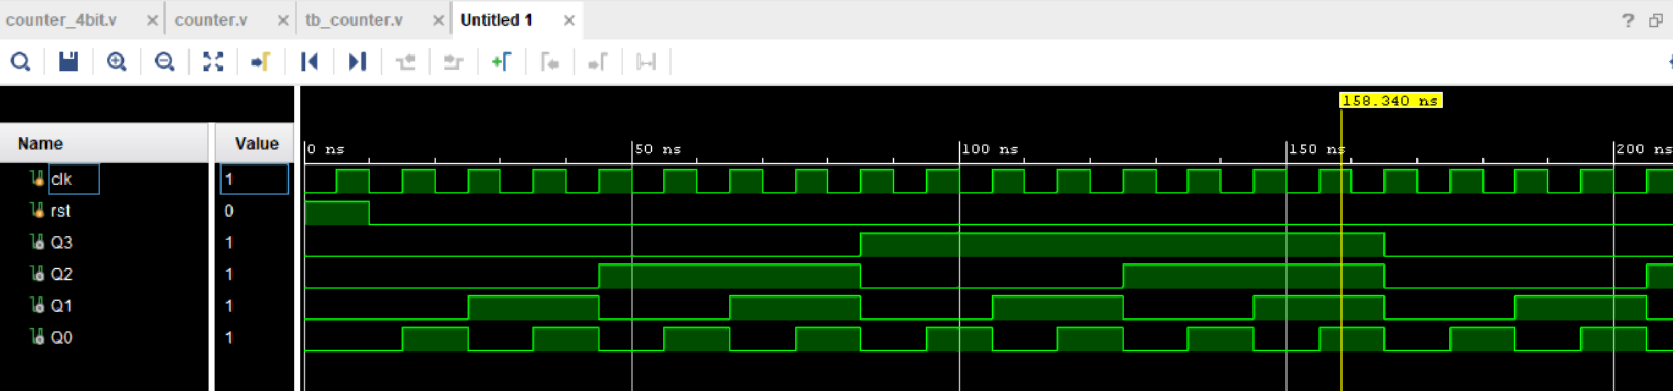 counter_4bit.v × counter.v × tb_counter.v × Untitled 1 × ?
158.340 ns
Name Value
0 ns 50 ns 100 ns 150 ns 200 ns
clk 1
rst 0
Q3 1
Q2 1
Q1 1
Q0 1